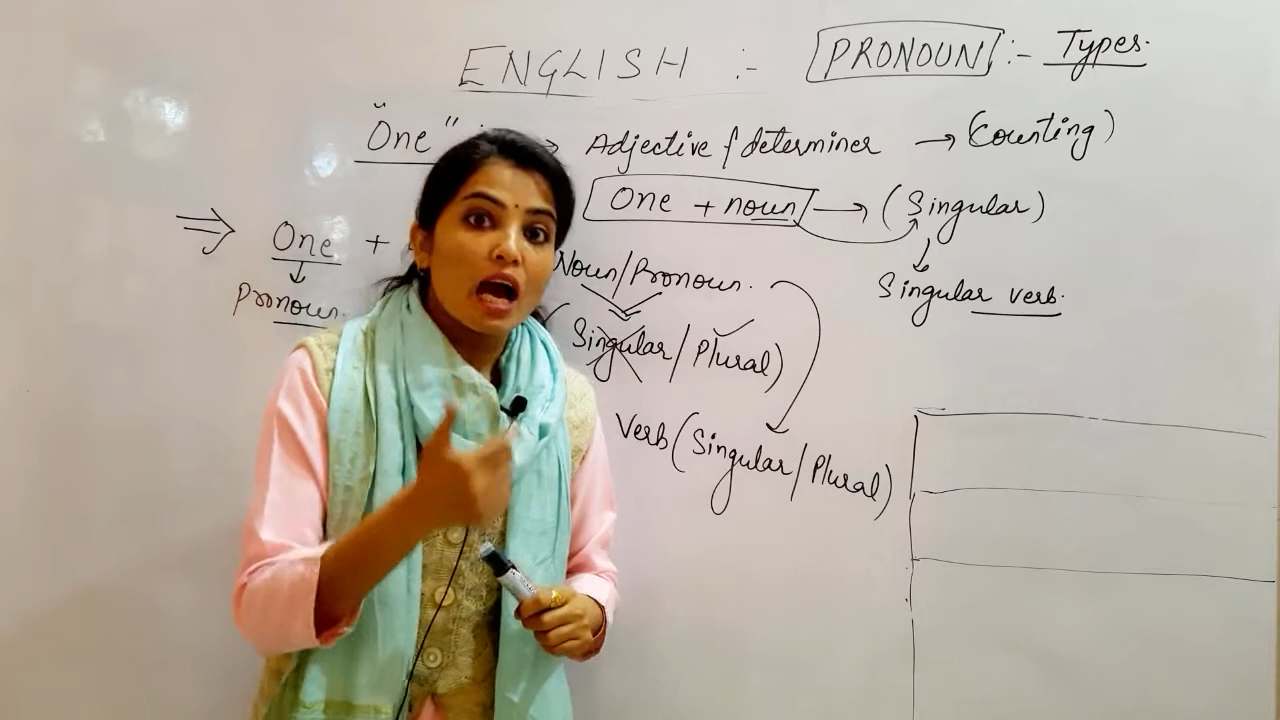 ENGLISH :- PRONOUN :- Types.
"One" → Adjective / determiner → (Counting)
One + noun → (Singular)
⇒ One +
Singular verb.
Pronoun.
Noun/Pronoun.
(Singular / Plural)
Verb (Singular / Plural)